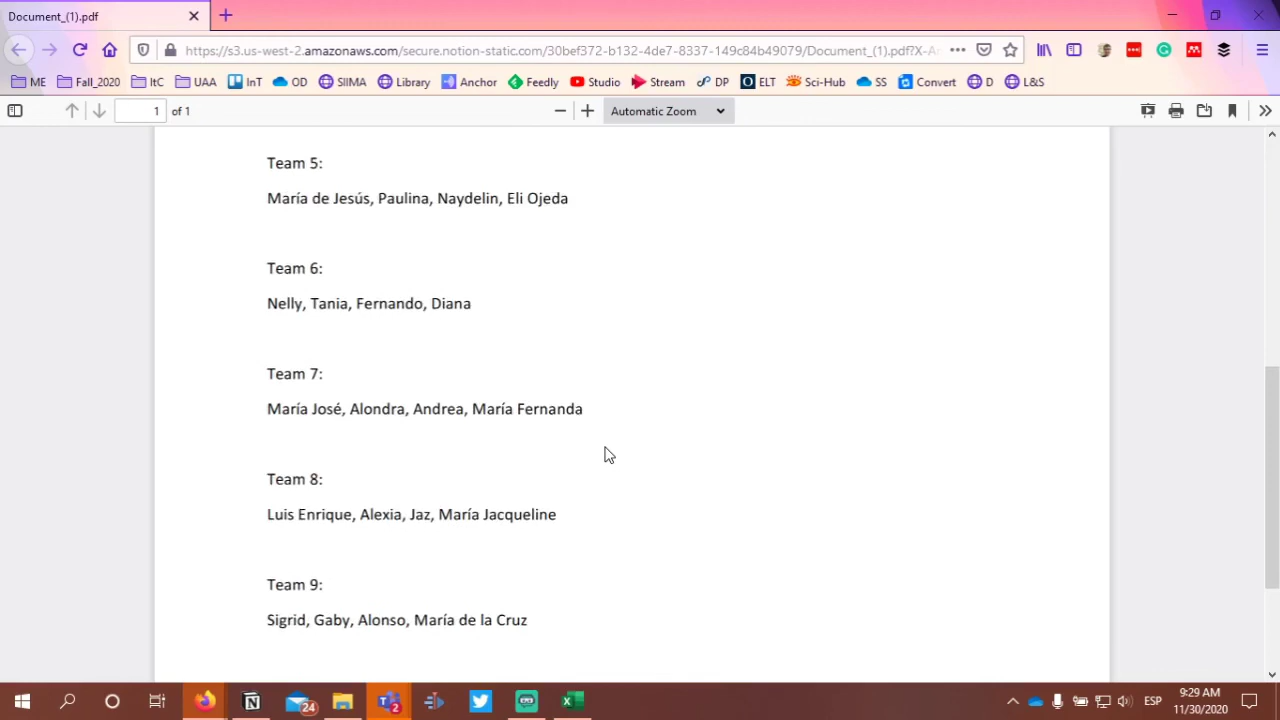 Document_(1).pdf
https://s3.us-west-2.amazonaws.com/secure.notion-static.com/30bef372-b132-4de7-8337-149c84b49079/Document_(1).pdf?X-A
ME Fall_2020 ItC UAA InT OD SIIMA Library Anchor Feedly Studio Stream DP ELT Sci-Hub SS Convert D L&S
1 of 1 Automatic Zoom
Team 5:
María de Jesús, Paulina, Naydelin, Eli Ojeda
Team 6:
Nelly, Tania, Fernando, Diana
Team 7:
María José, Alondra, Andrea, María Fernanda
Team 8:
Luis Enrique, Alexia, Jaz, María Jacqueline
Team 9:
Sigrid, Gaby, Alonso, María de la Cruz
24 2 ESP 9:29 AM
11/30/2020